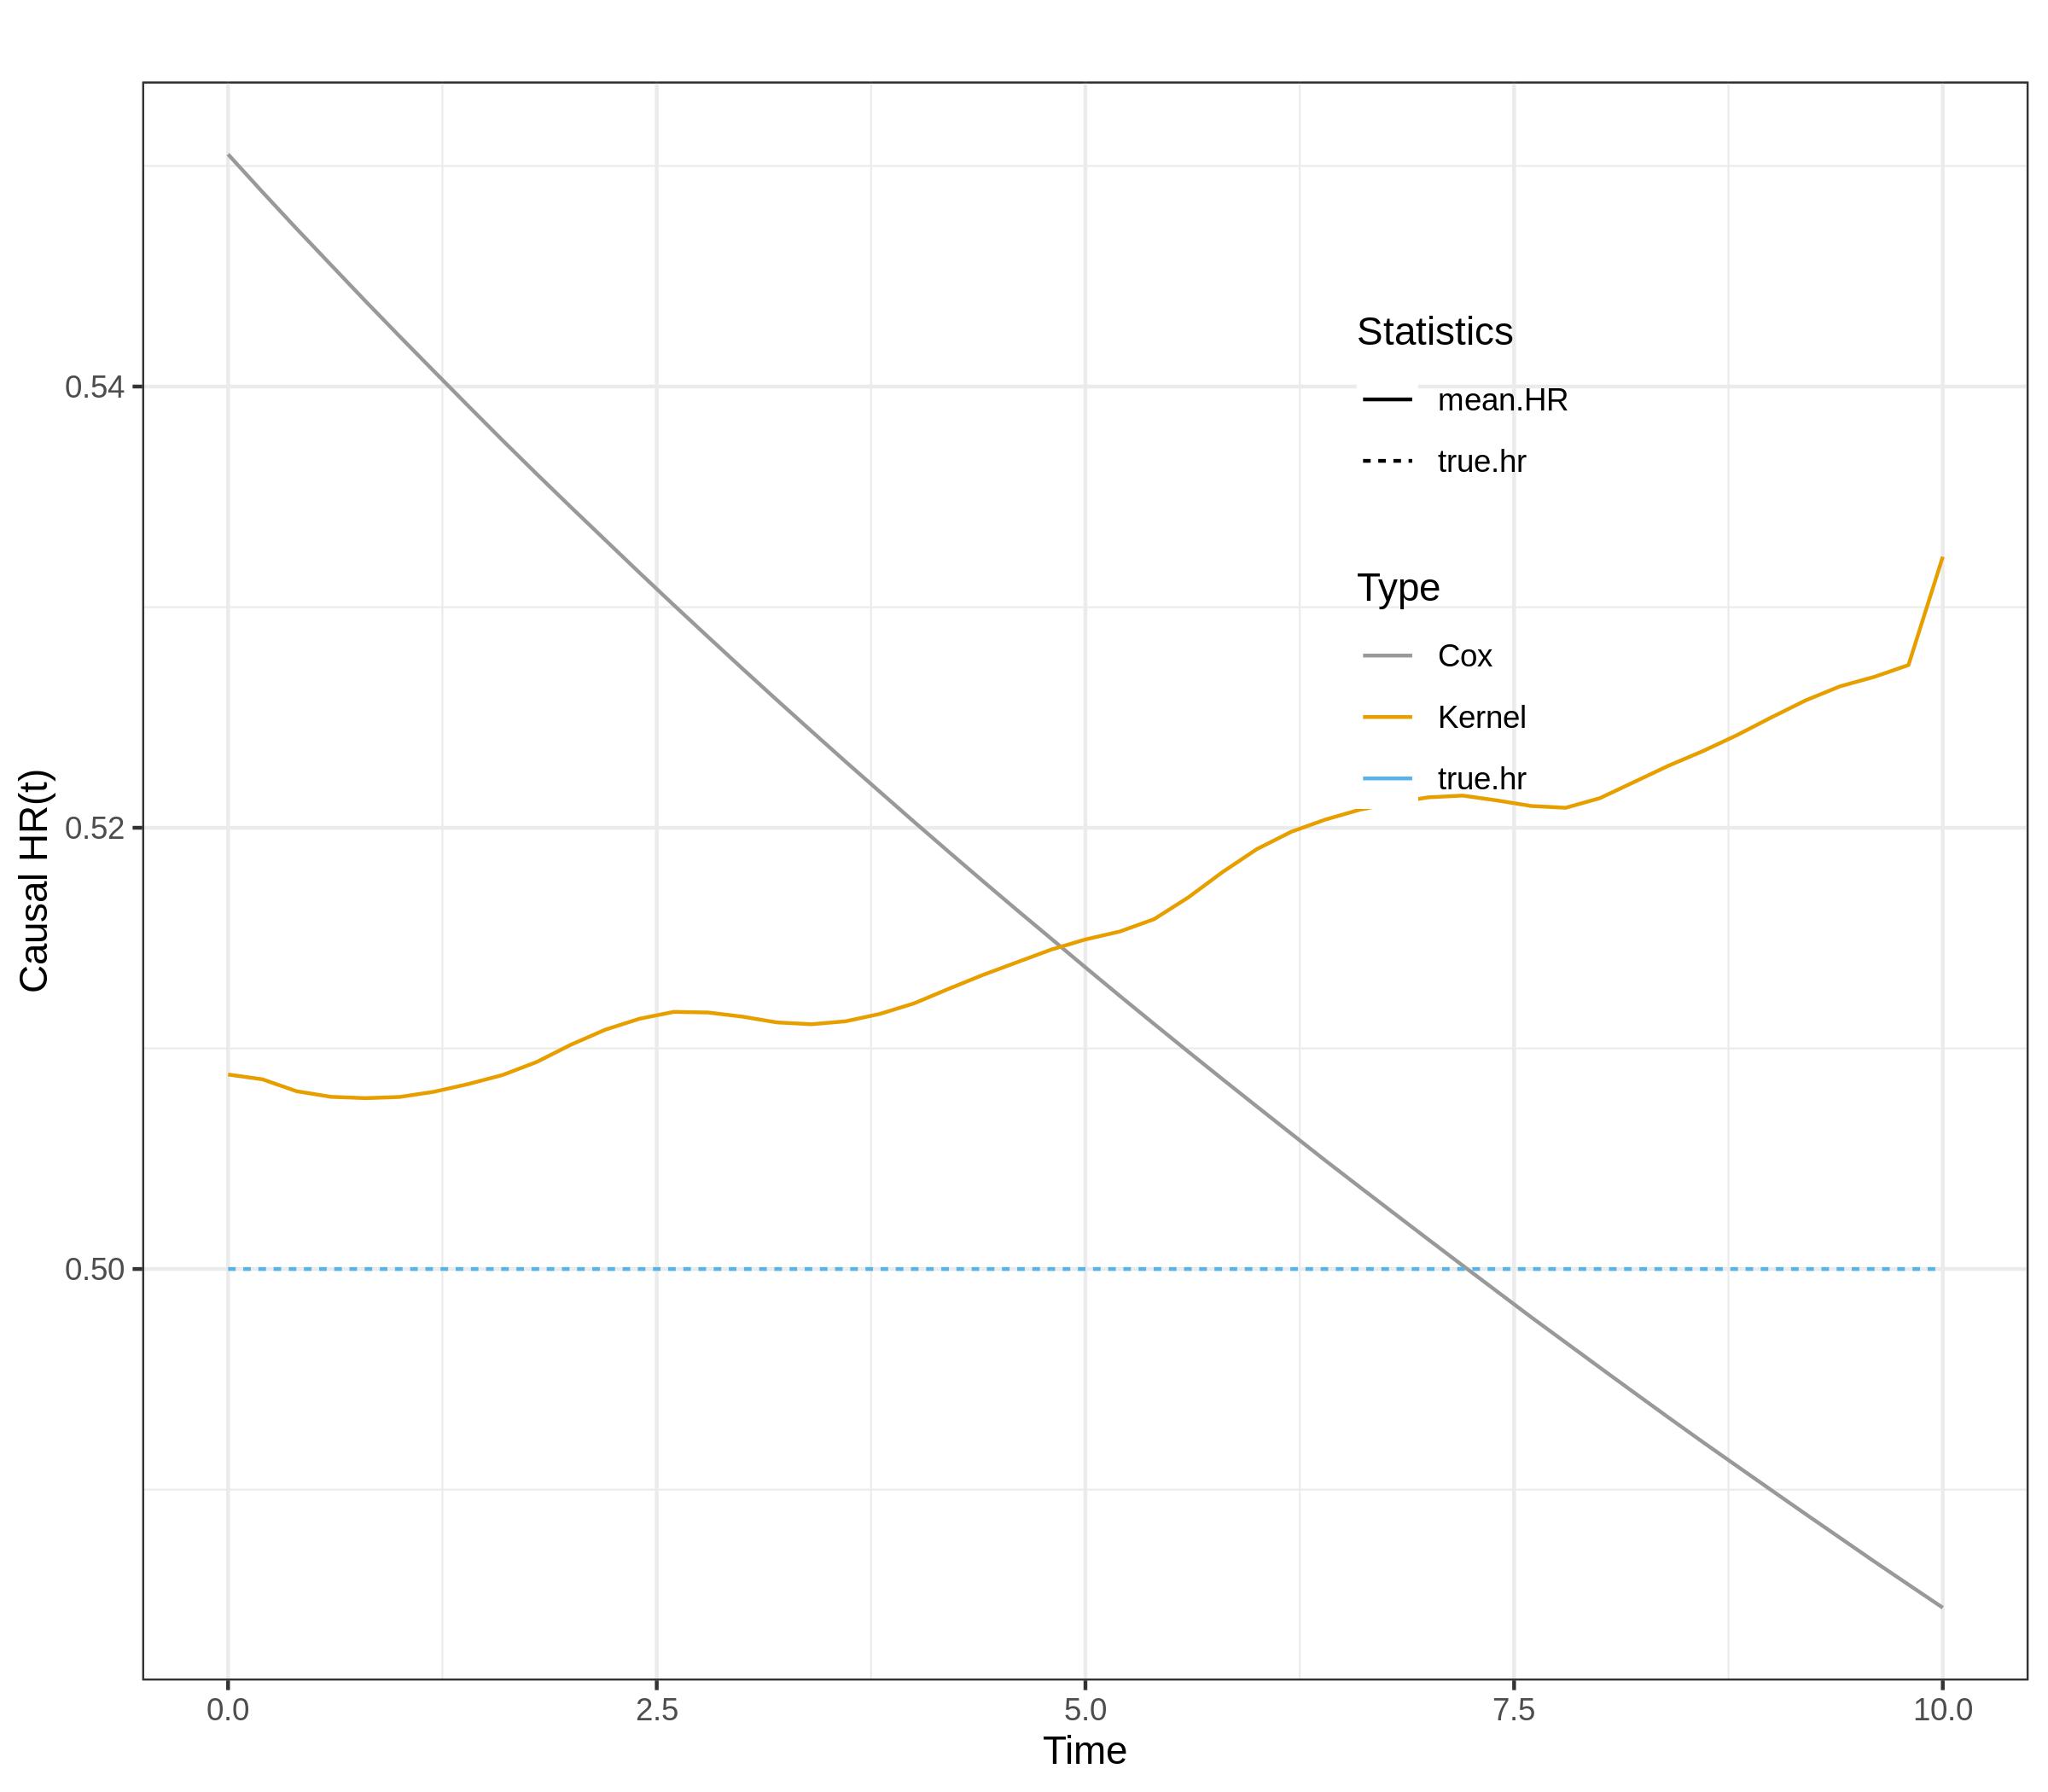 Statistics
mean.HR
true.hr
Type
Cox
Kernel
true.hr
Causal HR(t)
0.54
0.52
0.50
0.0
2.5
5.0
7.5
10.0
Time